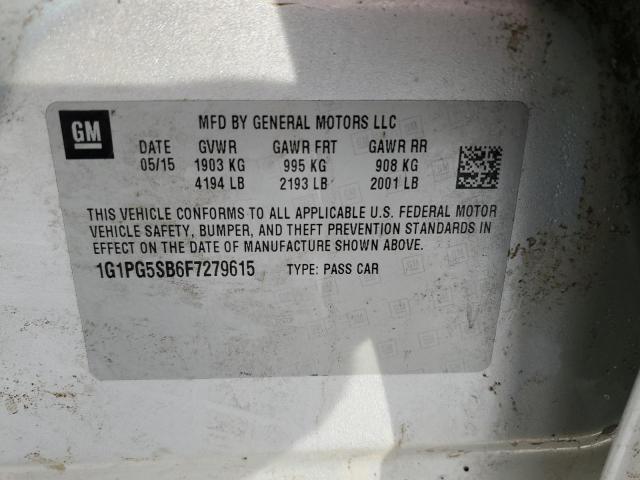 GM
MFD BY GENERAL MOTORS LLC
DATE GVWR GAWR FRT GAWR RR
05/15 1903 KG 995 KG 908 KG
4194 LB 2193 LB 2001 LB
THIS VEHICLE CONFORMS TO ALL APPLICABLE U.S. FEDERAL MOTOR
VEHICLE SAFETY, BUMPER, AND THEFT PREVENTION STANDARDS IN
EFFECT ON THE DATE OF MANUFACTURE SHOWN ABOVE.
1G1PG5SB6F7279615 TYPE: PASS CAR